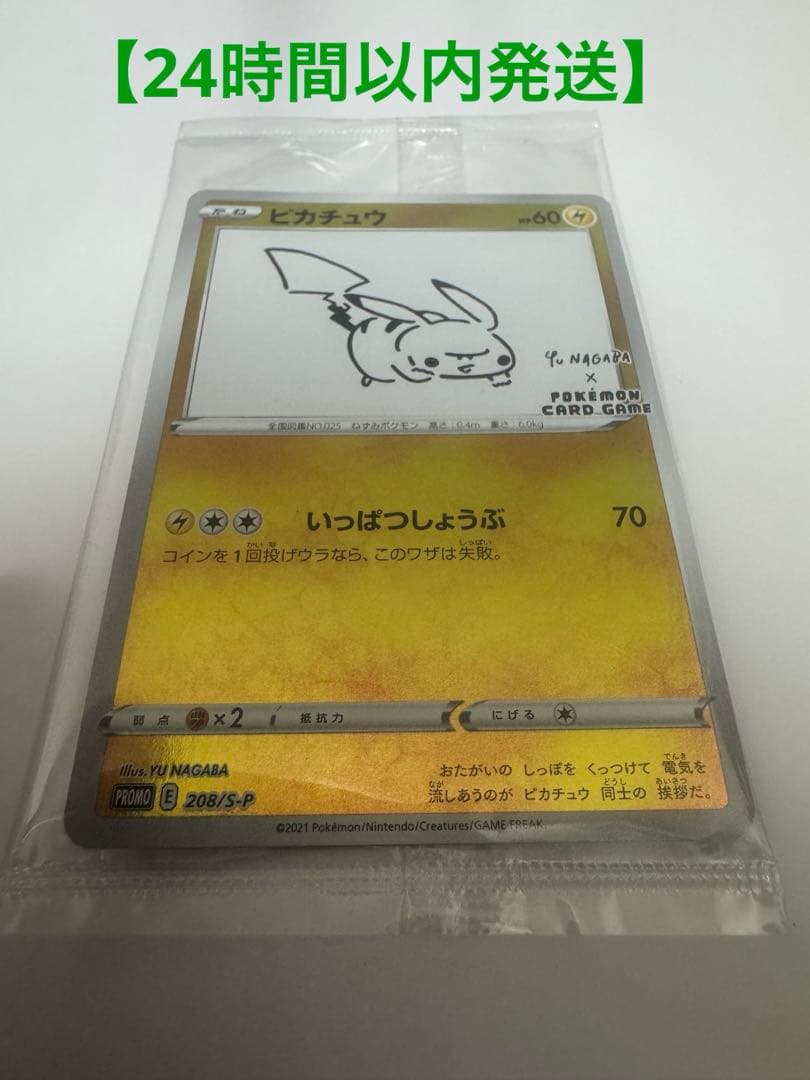 【24時間以内発送】
たね ピカチュウ HP60
YU NAGABA
×
POKÉMON
CARD GAME
全国図鑑NO.025 ねずみポケモン 高さ:0.4m 重さ:6.0kg
いっぱつしょうぶ 70
コインを1回投げウラなら、このワザは失敗。
弱点 ×2 抵抗力 にげる
Illus. YU NAGABA
PROMO E 208/S-P
おたがいの しっぽを くっつけて 電気を
流しあうのが ピカチュウ 同士の 挨拶だ。
©2021 Pokémon/Nintendo/Creatures/GAME FREAK.